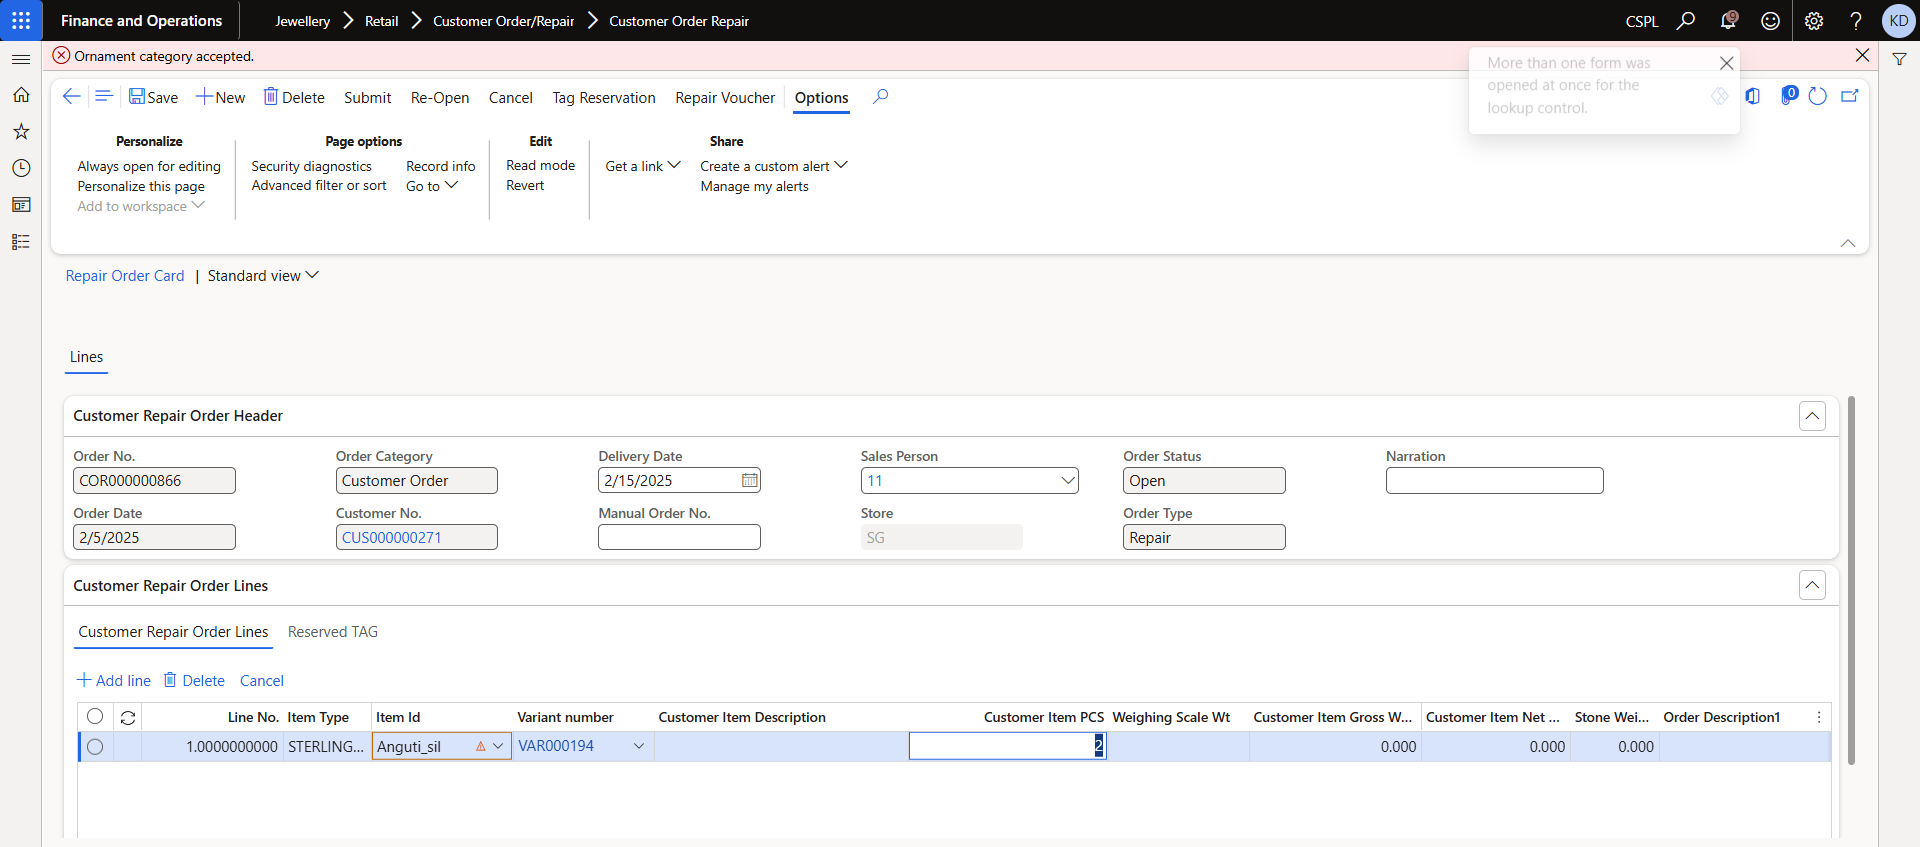 Finance and Operations
Jewellery > Retail > Customer Order/Repair > Customer Order Repair
CSPL
9
KD
Ornament category accepted.
More than one form was
opened at once for the
lookup control.
Save
New
Delete
Submit
Re-Open
Cancel
Tag Reservation
Repair Voucher
Options
0
Personalize
Always open for editing
Personalize this page
Add to workspace
Page options
Security diagnostics
Advanced filter or sort
Record info
Go to
Edit
Read mode
Revert
Share
Get a link
Create a custom alert
Manage my alerts
Repair Order Card | Standard view
Lines
Customer Repair Order Header
Order No.
COR000000866
Order Category
Customer Order
Delivery Date
2/15/2025
Sales Person
11
Order Status
Open
Narration
Order Date
2/5/2025
Customer No.
CUS000000271
Manual Order No.
Store
SG
Order Type
Repair
Customer Repair Order Lines
Customer Repair Order Lines
Reserved TAG
Add line
Delete
Cancel
Line No. Item Type Item Id Variant number Customer Item Description Customer Item PCS Weighing Scale Wt Customer Item Gross W... Customer Item Net ... Stone Wei... Order Description1
1.0000000000 STERLING... Anguti_sil VAR000194 2 0.000 0.000 0.000